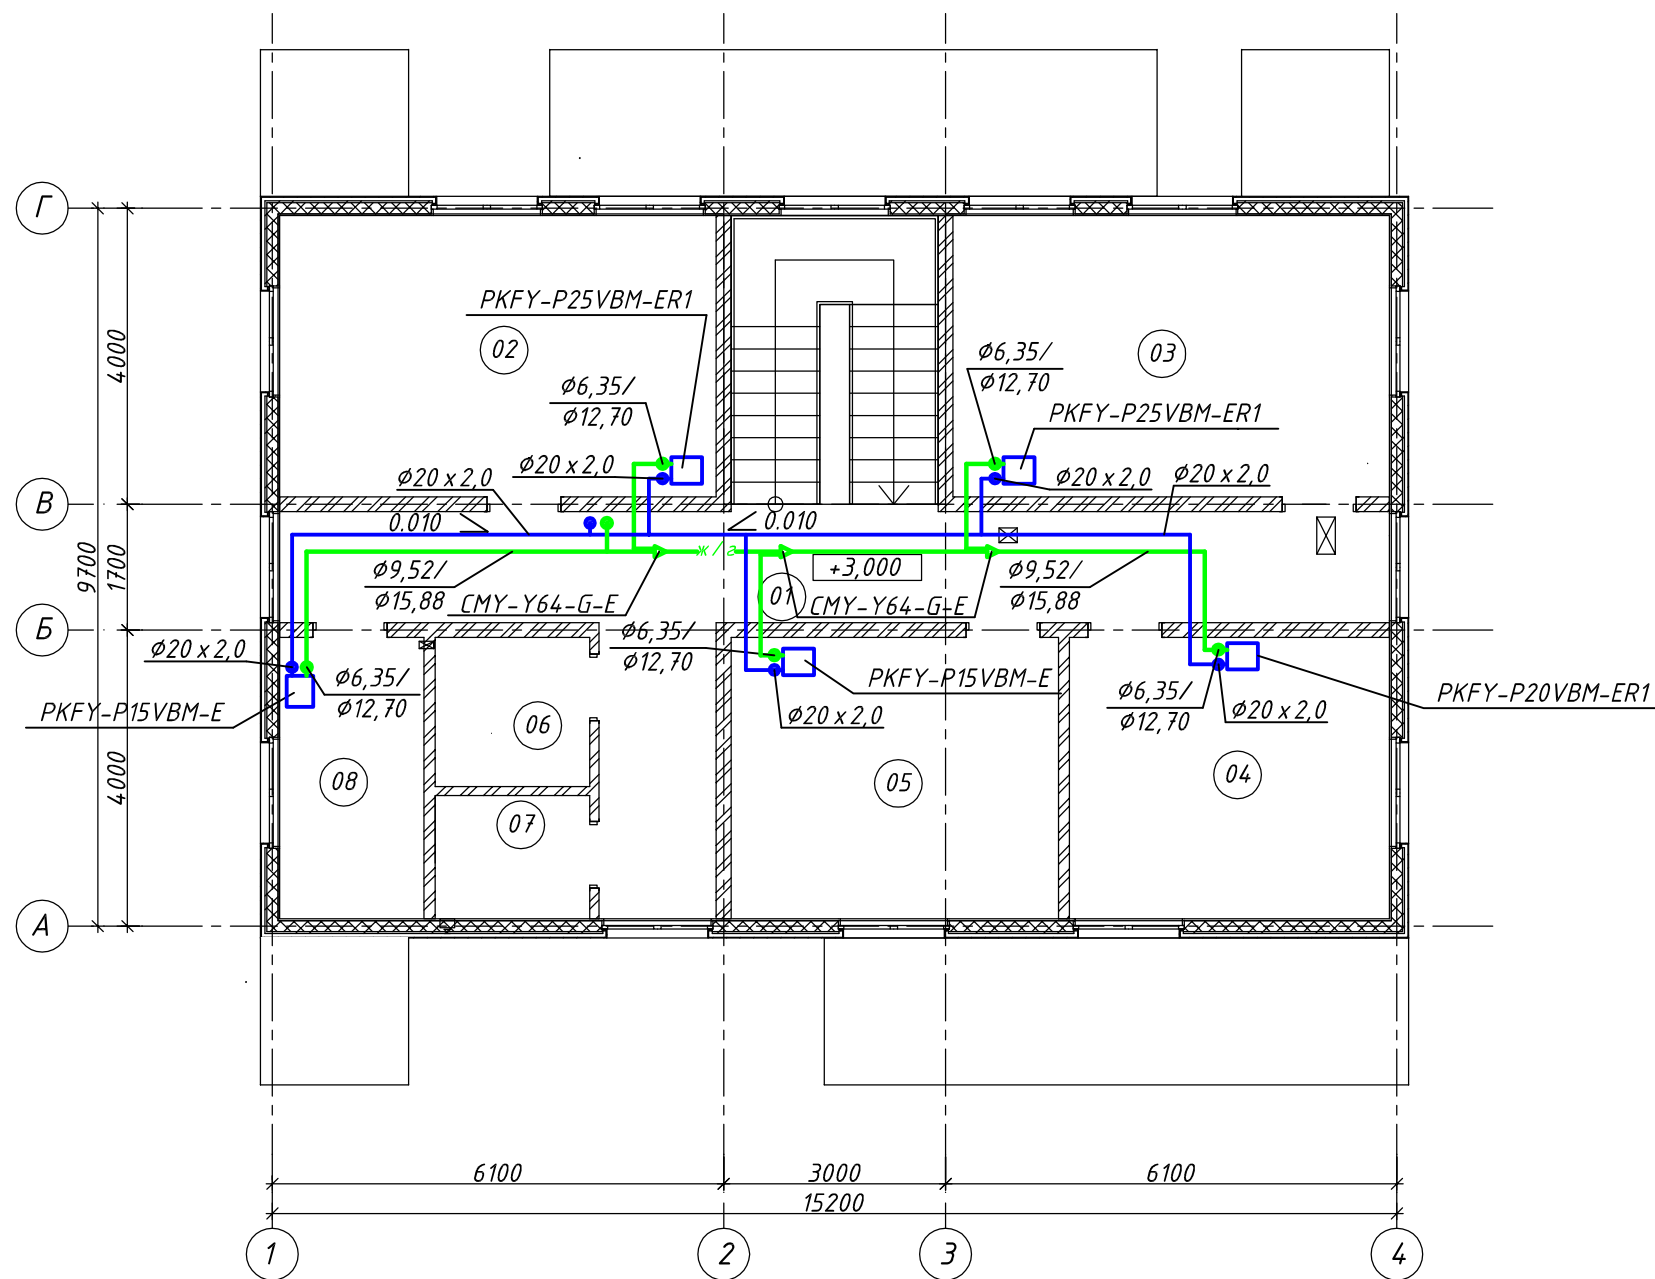 Г
PKFY-P25VBM-ER1
02
4000
Ø6,35/
Ø12,70
Ø6,35/
Ø12,70
03
PKFY-P25VBM-ER1
Ø20 x 2,0
Ø20 x 2,0
Ø20 x 2,0
Ø20 x 2,0
В
0.010
0.010
ж/г
9700
1700
Ø9,52/
Ø15,88
+3,000
Ø9,52/
Ø15,88
CMY-Y64-G-E
01
CMY-Y64-G-E
Б
Ø20 x 2,0
Ø6,35/
Ø12,70
Ø6,35/
Ø12,70
PKFY-P15VBM-E
PKFY-P15VBM-E
Ø20 x 2,0
Ø6,35/
Ø12,70
Ø20 x 2,0
PKFY-P20VBM-ER1
4000
06
08
05
04
07
А
6100
3000
6100
15200
1
2
3
4